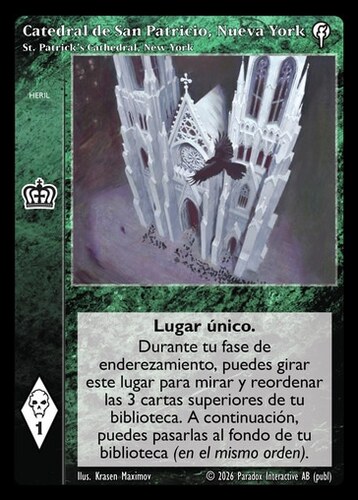 Catedral de San Patricio, Nueva York
St. Patrick's Cathedral, New York
HERIL
Lugar único.
Durante tu fase de
enderezamiento, puedes girar
este lugar para mirar y reordenar
las 3 cartas superiores de tu
biblioteca. A continuación,
puedes pasarlas al fondo de tu
biblioteca (en el mismo orden).
1
Ilus. Krasen Maximov
© 2026 Paradox Interactive AB (publ)